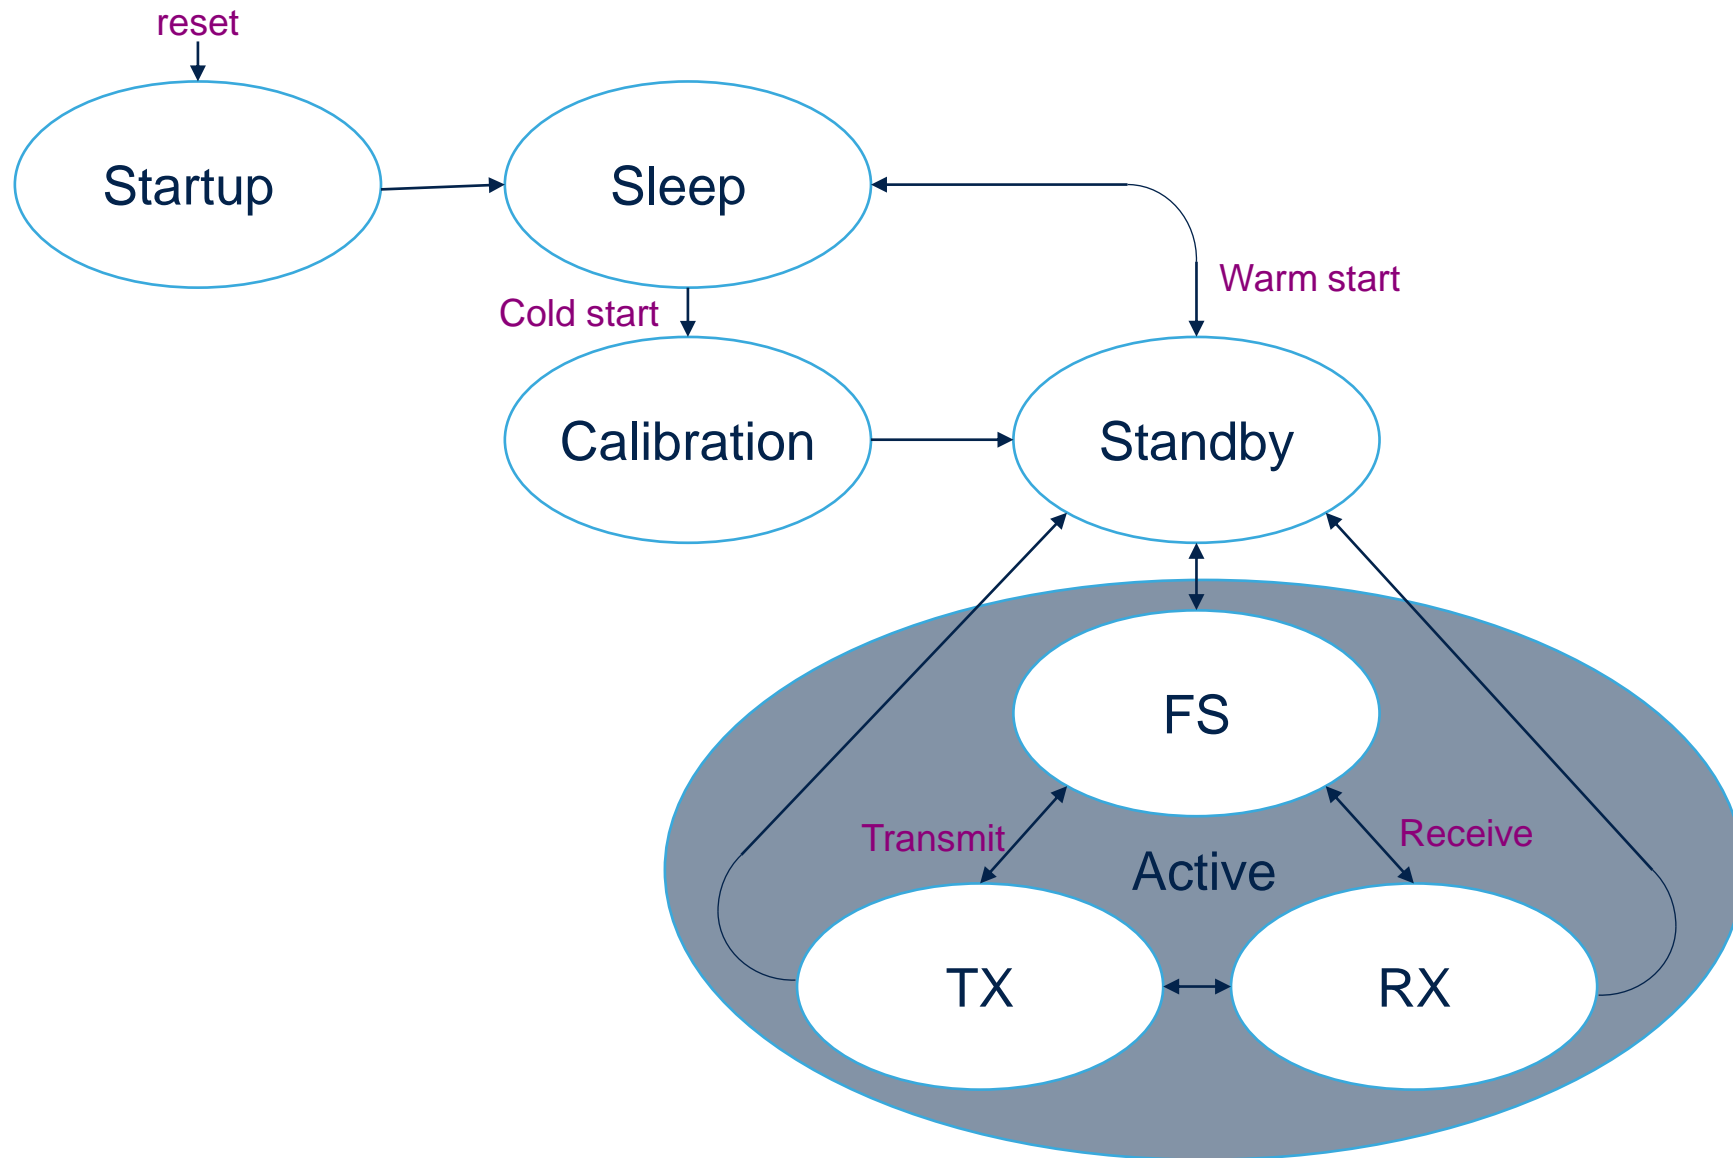 reset
Startup
Sleep
Warm start
Cold start
Calibration
Standby
FS
Transmit
Receive
Active
TX
RX